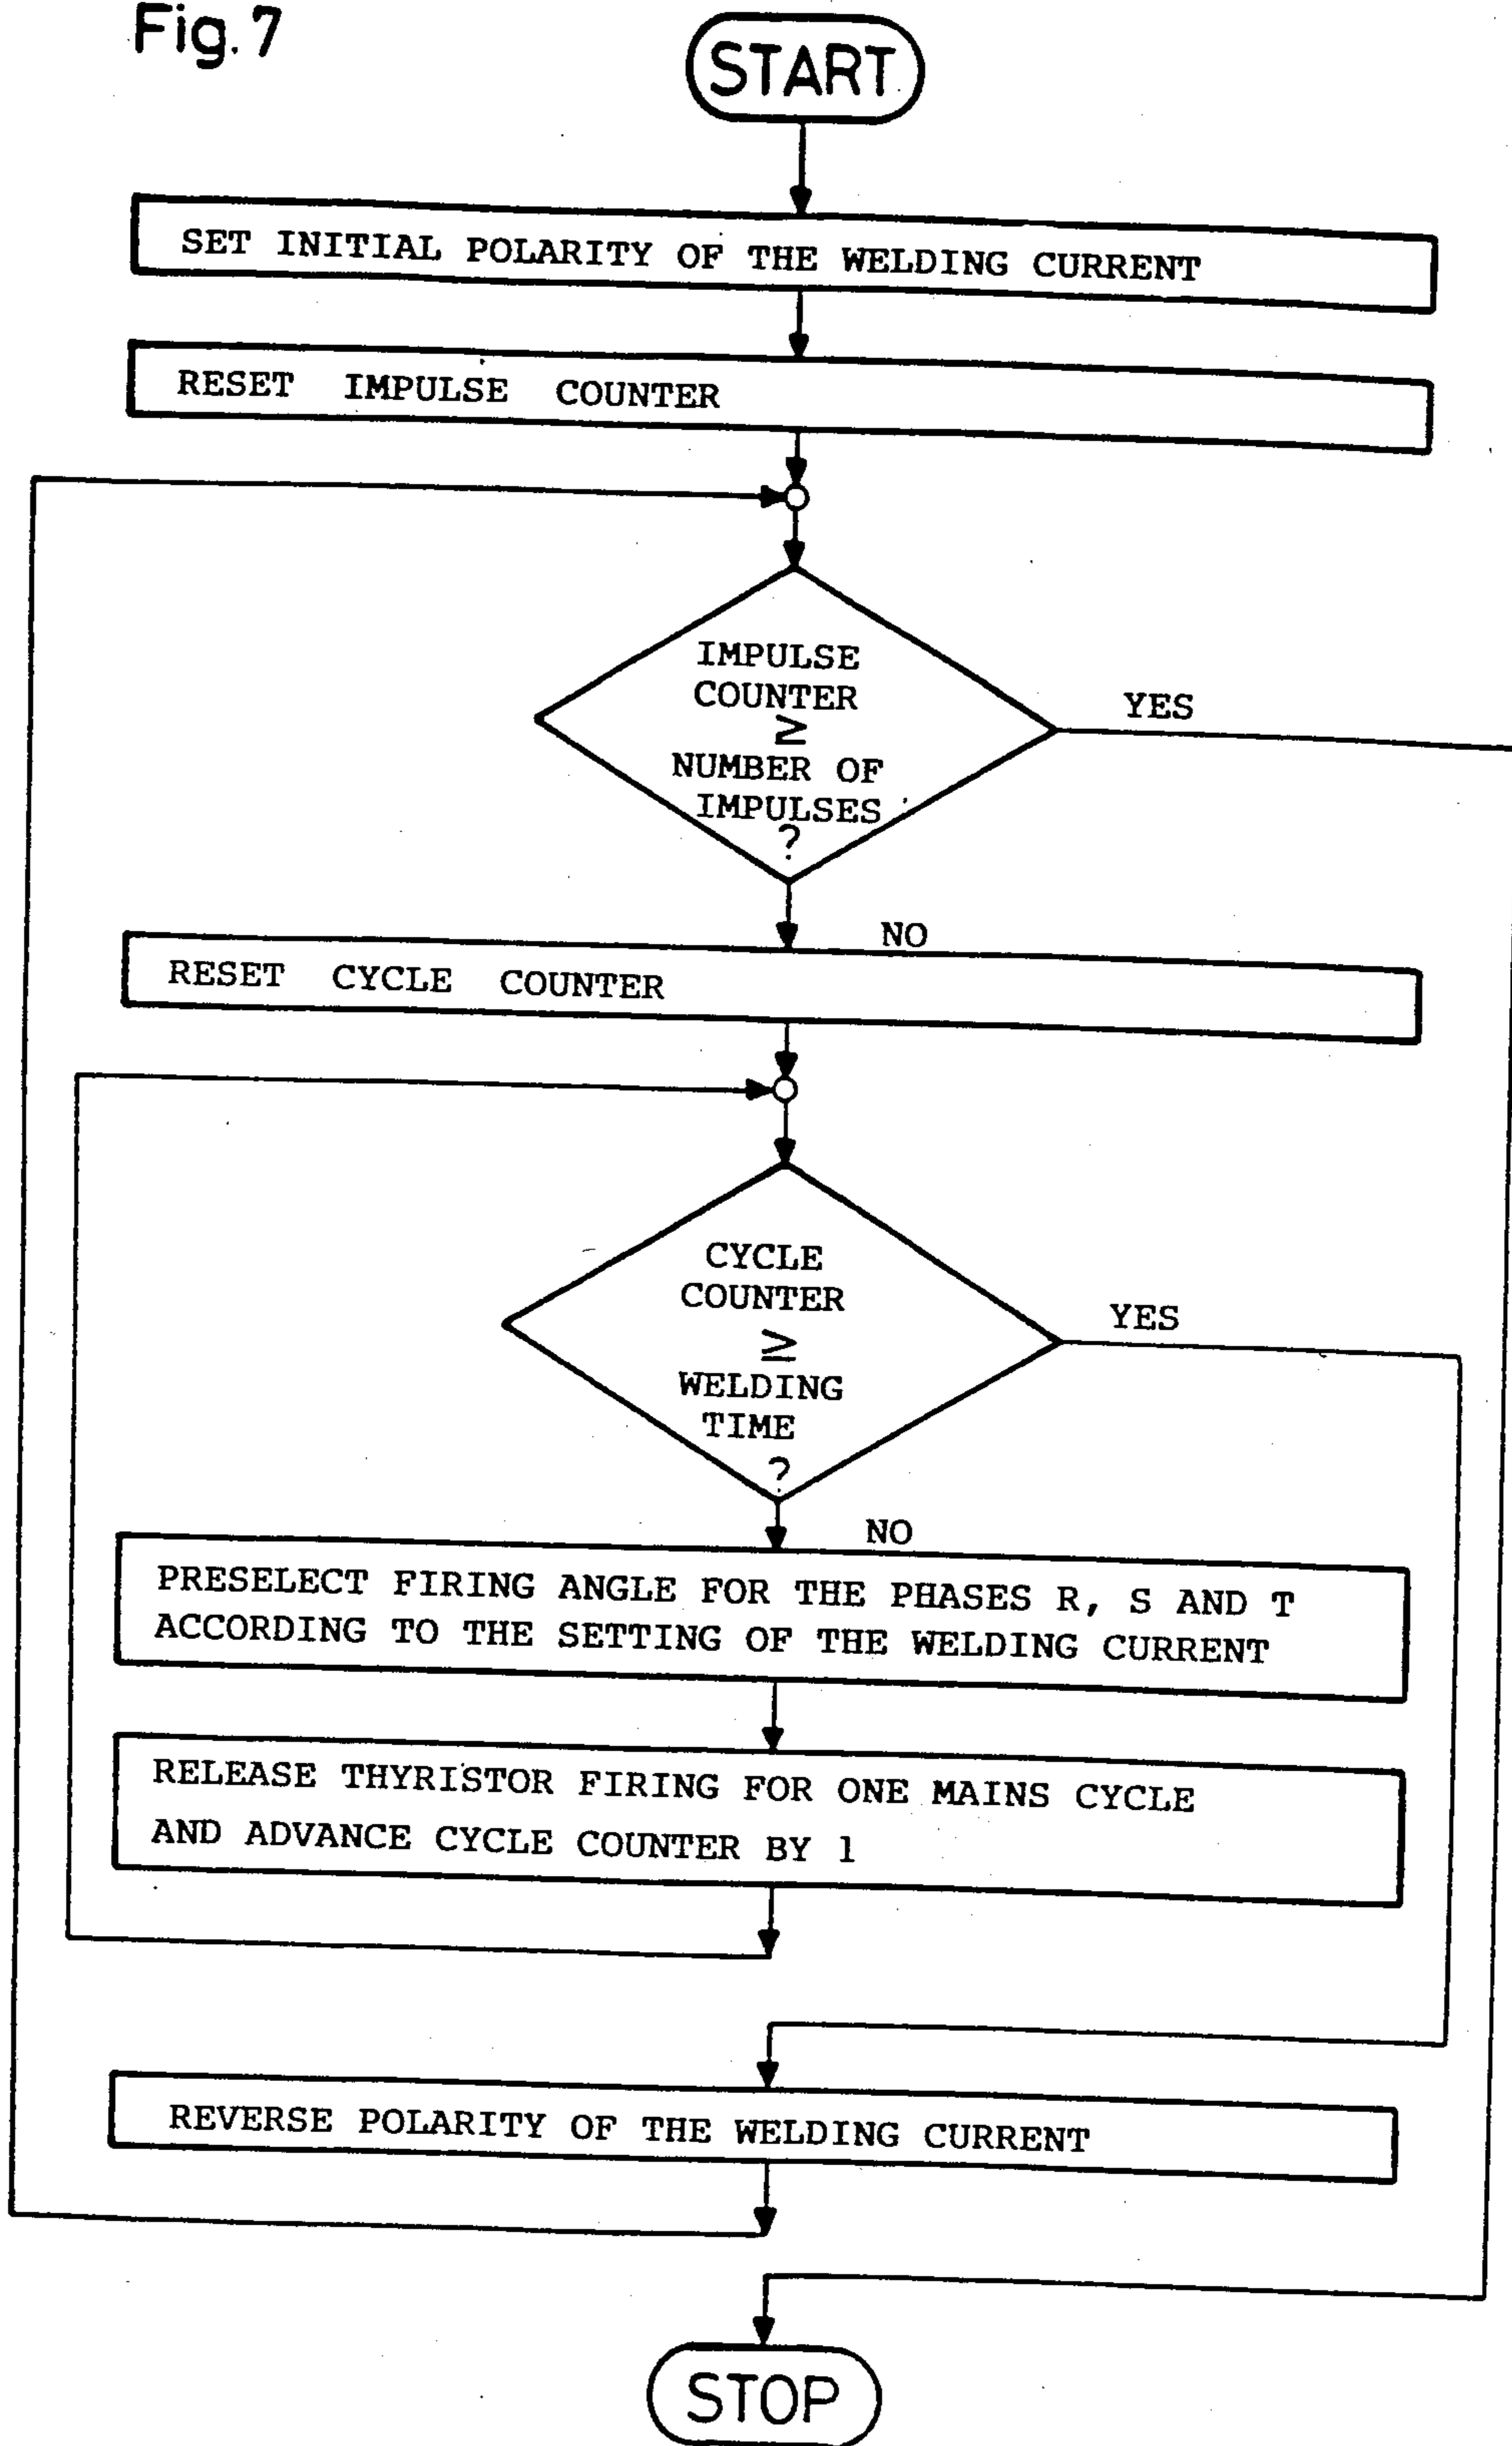 Fig. 7
START
SET INITIAL POLARITY OF THE WELDING CURRENT
RESET IMPULSE COUNTER
IMPULSE
COUNTER
≥
NUMBER OF
IMPULSES
?
YES
NO
RESET CYCLE COUNTER
CYCLE
COUNTER
≥
WELDING
TIME
?
YES
NO
PRESELECT FIRING ANGLE FOR THE PHASES R, S AND T
ACCORDING TO THE SETTING OF THE WELDING CURRENT
RELEASE THYRISTOR FIRING FOR ONE MAINS CYCLE
AND ADVANCE CYCLE COUNTER BY 1
REVERSE POLARITY OF THE WELDING CURRENT
STOP